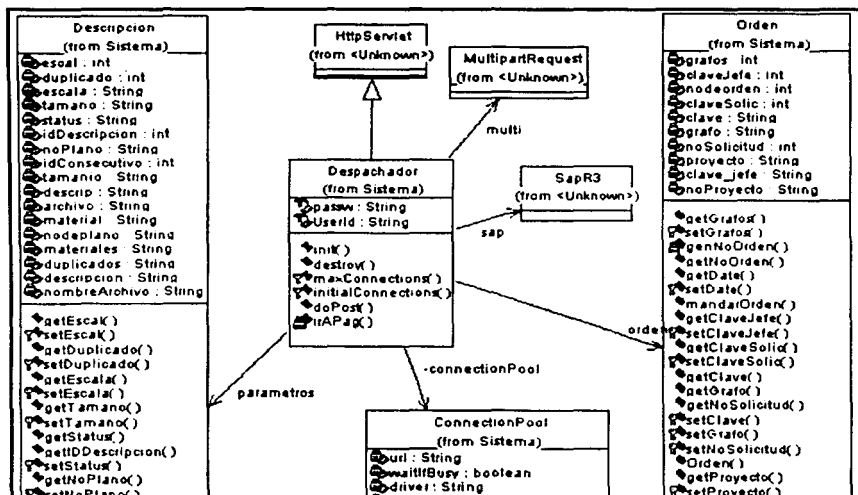 Descripcion
(from Sistema)
escal : int
duplicado : int
escala : String
tamano : String
status : String
idDescripcion : int
noPlano : String
idConsecutivo : int
tamanio : String
descrip : String
archivo : String
material : String
nodeplano : String
materiales : String
duplicados : String
descripcion : String
nombreArchivo : String
getEscal()
setEscal()
getDuplicado()
setDuplicado()
getEscala()
setEscala()
getTamano()
setTamano()
getStatus()
getIDDescripcion()
setStatus()
getNoPlano()
setNoPlano()
HttpServlet
(from <Unknown>)
MultipartRequest
(from <Unknown>)
multi
Despachador
(from Sistema)
passw : String
UserId : String
init()
destroy()
maxConnections()
initialConnections()
doPost()
irAPag()
SapR3
(from <Unknown>)
sap
parametros
-connectionPool
ConnectionPool
(from Sistema)
url : String
waitIfBusy : boolean
driver : String
Orden
(from Sistema)
grafos : int
claveJefe : int
nodeorden : int
claveSolic : int
clave : String
grafo : String
noSolicitud : int
proyecto : String
clave_jefe : String
noProyecto : String
getGrafos()
setGrafos()
genNoOrden()
getNoOrden()
getDate()
setDate()
mandarOrden()
getClaveJefe()
setClaveJefe()
getClaveSolic()
setClaveSolic()
getClave()
getGrafo()
getNoSolicitud()
setClave()
setGrafo()
setNoSolicitud()
Orden()
getProyecto()
setProyecto()